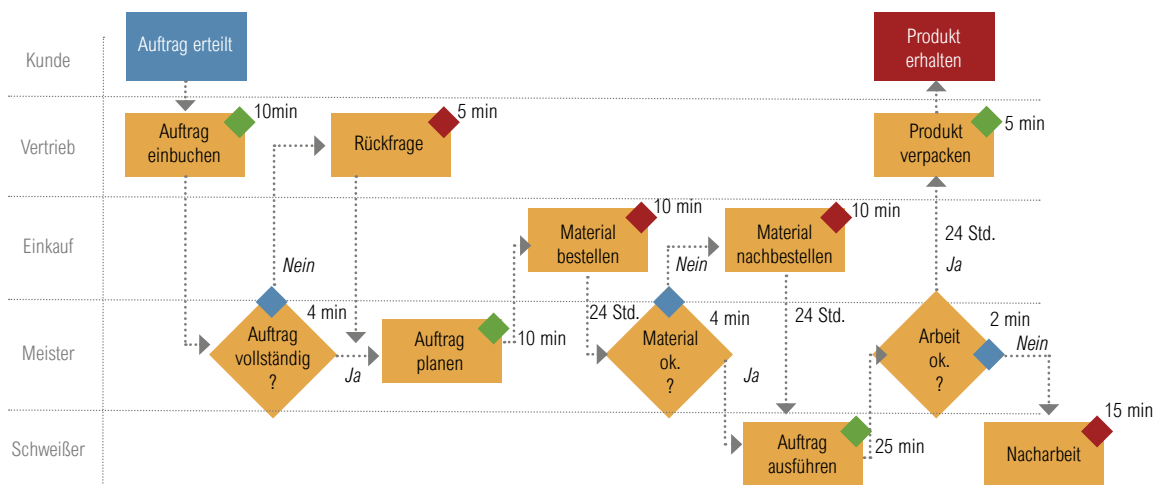 Kunde
Auftrag erteilt
Produkt
erhalten
Vertrieb
Auftrag
einbuchen
10min
Rückfrage
5 min
Produkt
verpacken
5 min
Einkauf
Material
bestellen
10 min
Material
nachbestellen
10 min
24 Std.
Ja
Nein
Nein
Meister
Auftrag
vollständig
?
4 min
Ja
Auftrag
planen
10 min
24 Std.
Material
ok.
?
4 min
Ja
24 Std.
Arbeit
ok.
?
2 min
Nein
Schweißer
Auftrag
ausführen
25 min
Nacharbeit
15 min